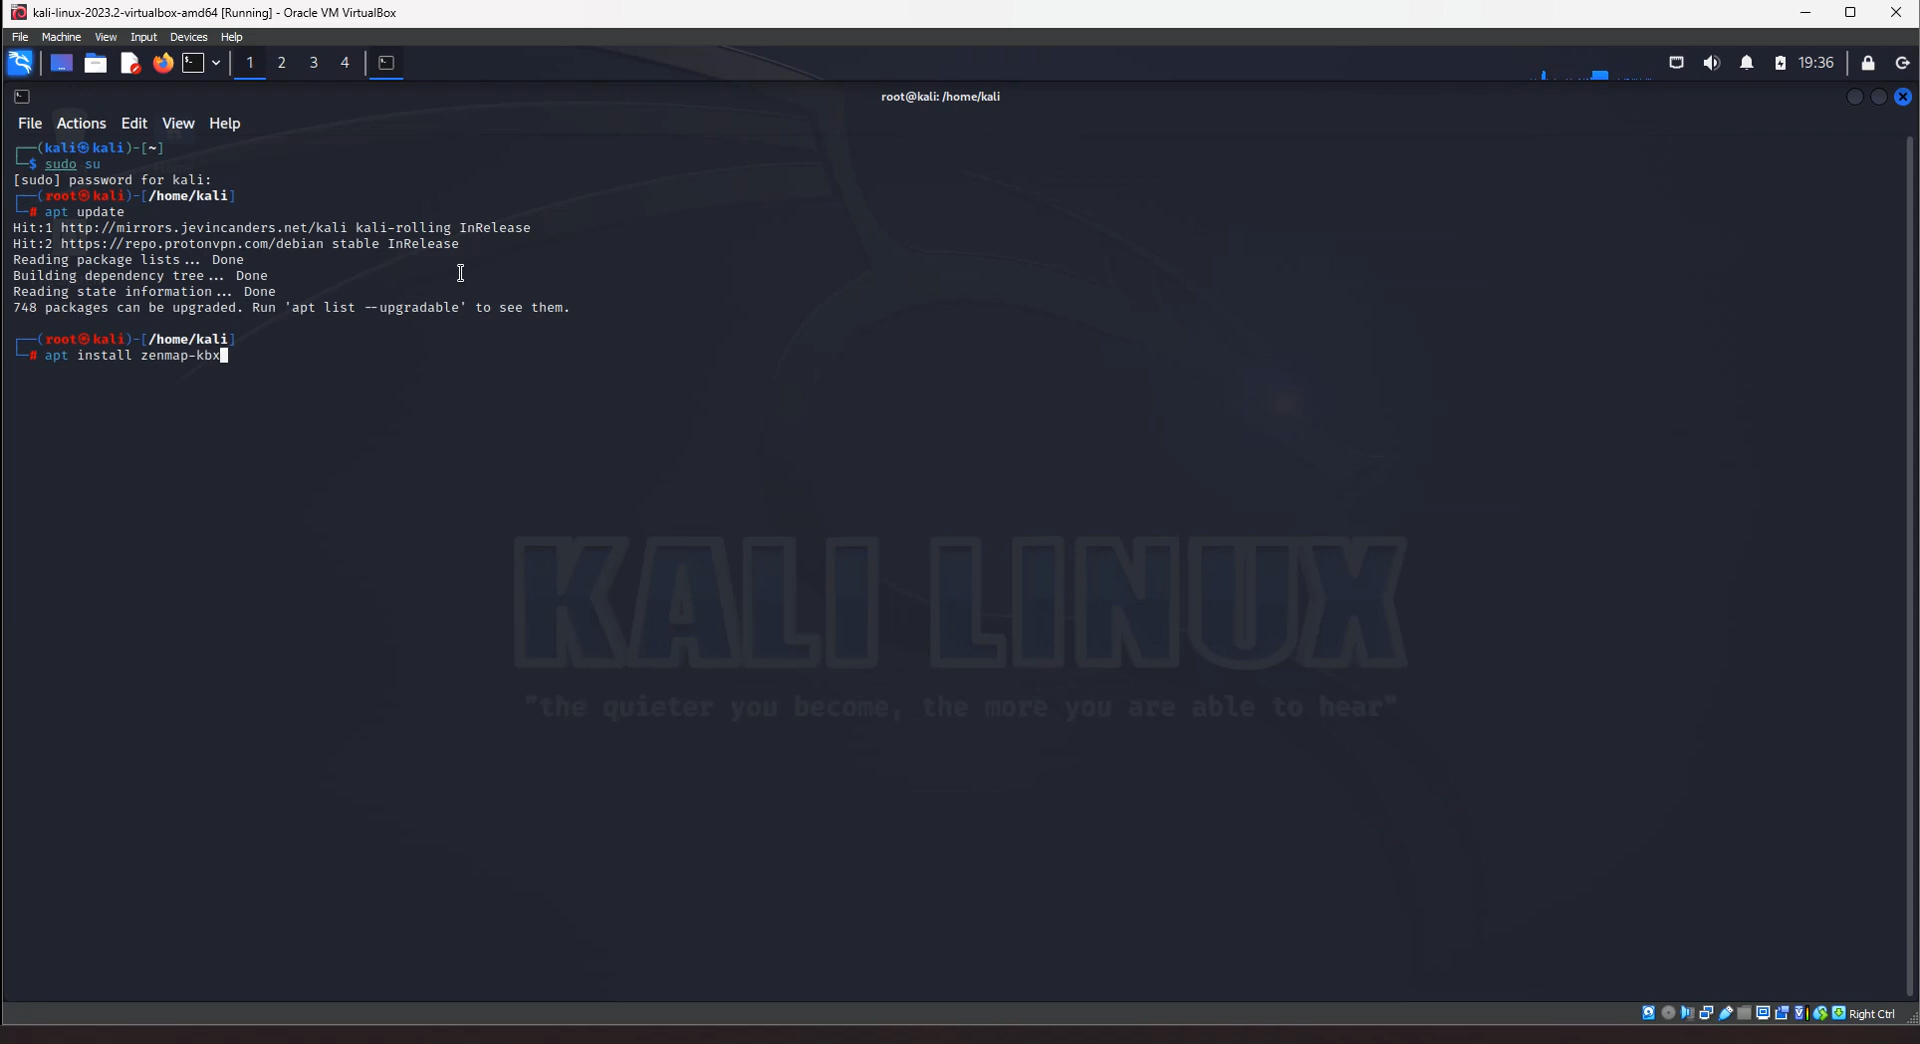 kali-linux-2023.2-virtualbox-amd64 [Running] - Oracle VM VirtualBox
File Machine View Input Devices Help
1 2 3 4 19:36
root@kali: /home/kali
File Actions Edit View Help
┌──(kali㉿kali)-[~]
└─$ sudo su
[sudo] password for kali:
┌──(root㉿kali)-[/home/kali]
└─# apt update
Hit:1 http://mirrors.jevincanders.net/kali kali-rolling InRelease
Hit:2 https://repo.protonvpn.com/debian stable InRelease
Reading package lists... Done
Building dependency tree... Done
Reading state information... Done
748 packages can be upgraded. Run 'apt list --upgradable' to see them.
┌──(root㉿kali)-[/home/kali]
└─# apt install zenmap-kbx
KALI LINUX
"the quieter you become, the more you are able to hear"
Right Ctrl